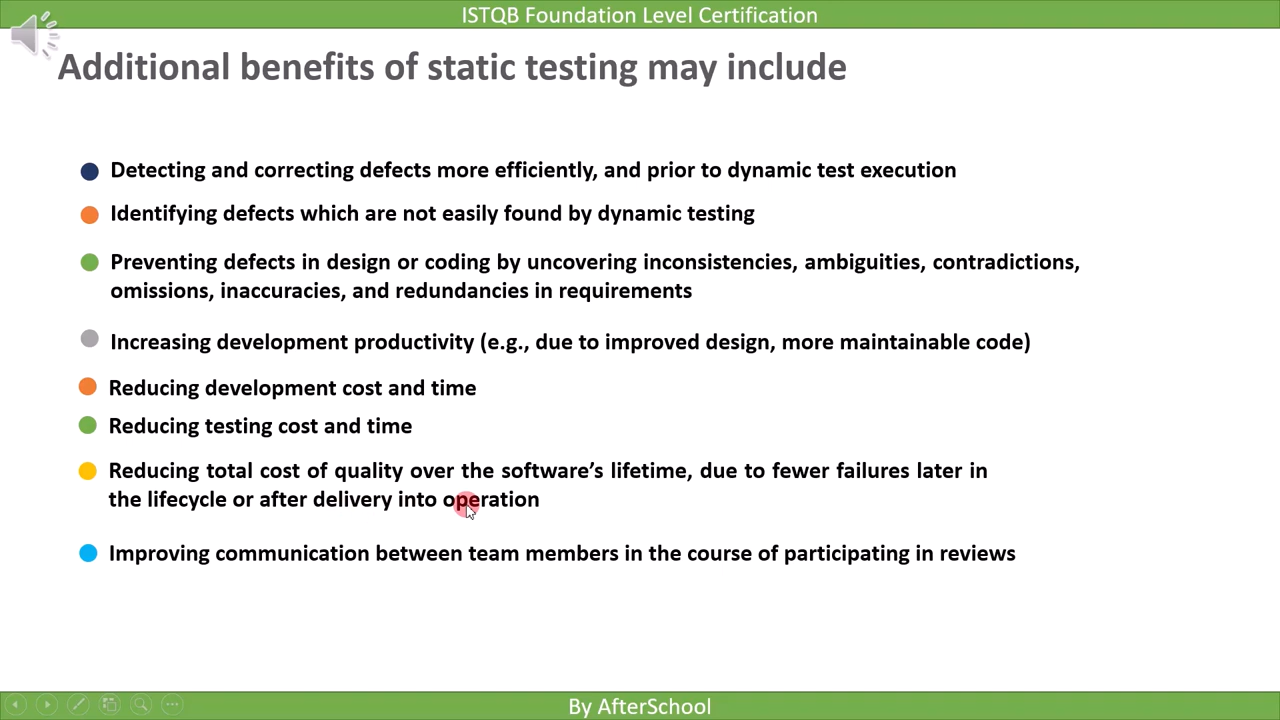 ISTQB Foundation Level Certification
Additional benefits of static testing may include
Detecting and correcting defects more efficiently, and prior to dynamic test execution
Identifying defects which are not easily found by dynamic testing
Preventing defects in design or coding by uncovering inconsistencies, ambiguities, contradictions,
omissions, inaccuracies, and redundancies in requirements
Increasing development productivity (e.g., due to improved design, more maintainable code)
Reducing development cost and time
Reducing testing cost and time
Reducing total cost of quality over the software’s lifetime, due to fewer failures later in
the lifecycle or after delivery into operation
Improving communication between team members in the course of participating in reviews
By AfterSchool